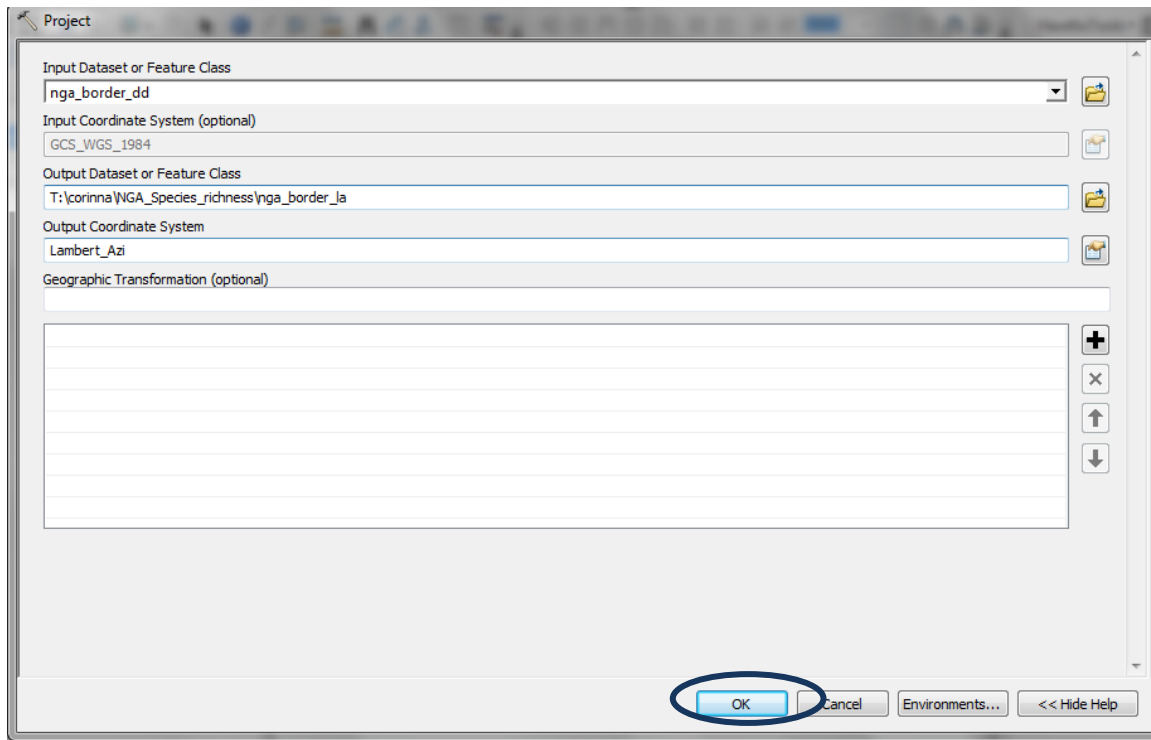 Project
Input Dataset or Feature Class
nga_border_dd
Input Coordinate System (optional)
GCS_WGS_1984
Output Dataset or Feature Class
T:\corinna\NGA_Species_richness\nga_border_la
Output Coordinate System
Lambert_Azi
Geographic Transformation (optional)
OK Cancel Environments... << Hide Help